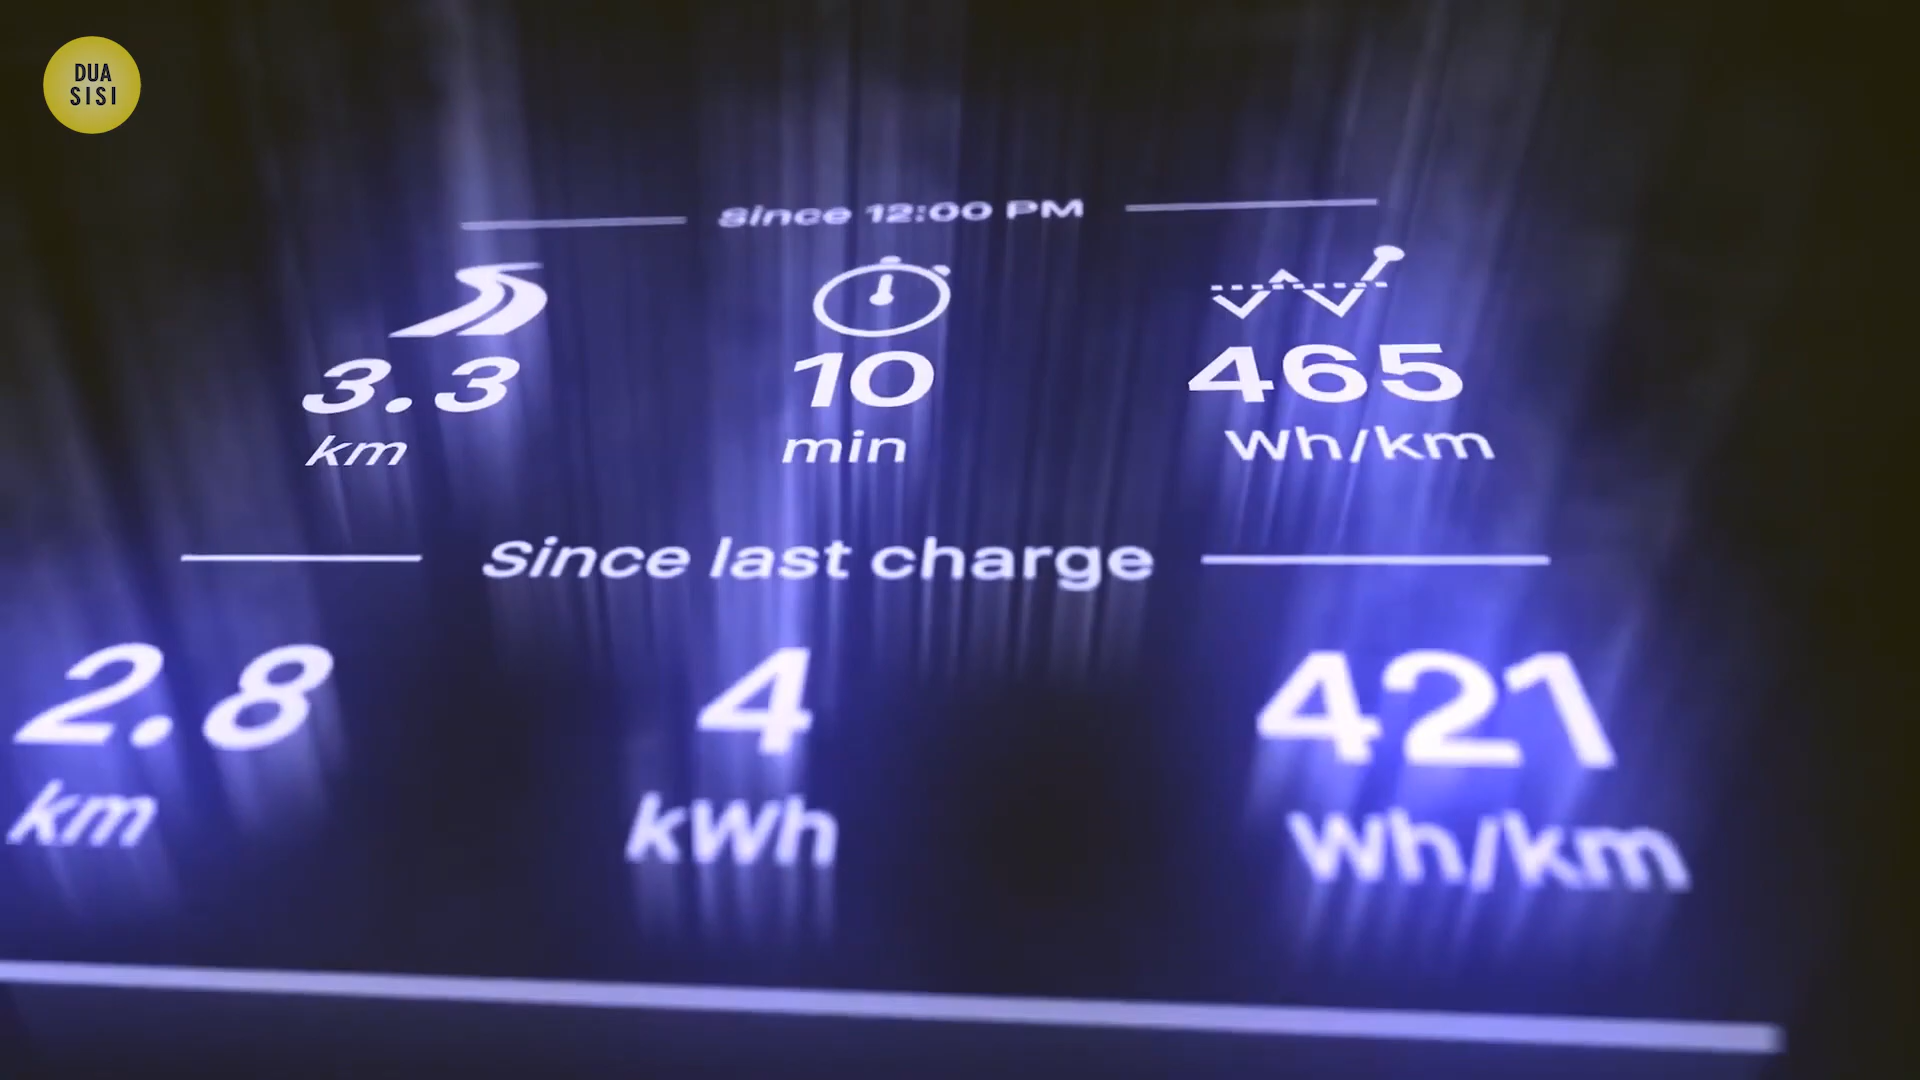 DUA
SISI
Since 12:00 PM
3.3 10 465
km min Wh/km
Since last charge
2.8 4 421
km kWh Wh/km